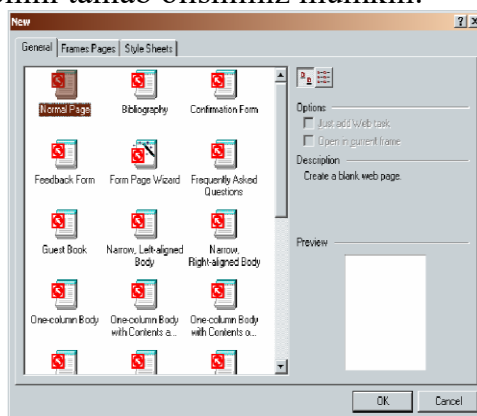 New
General Frames Pages Style Sheets
Normal Page Bibliography Confirmation Form
Feedback Form Form Page Wizard Frequently Asked Questions
Guest Book Narrow, Left-aligned Body Narrow, Right-aligned Body
One-column Body One-column Body with Contents a... One-column Body with Contents o...
Options
Just add Web task
Open in current frame
Description
Create a blank web page.
Preview
OK Cancel